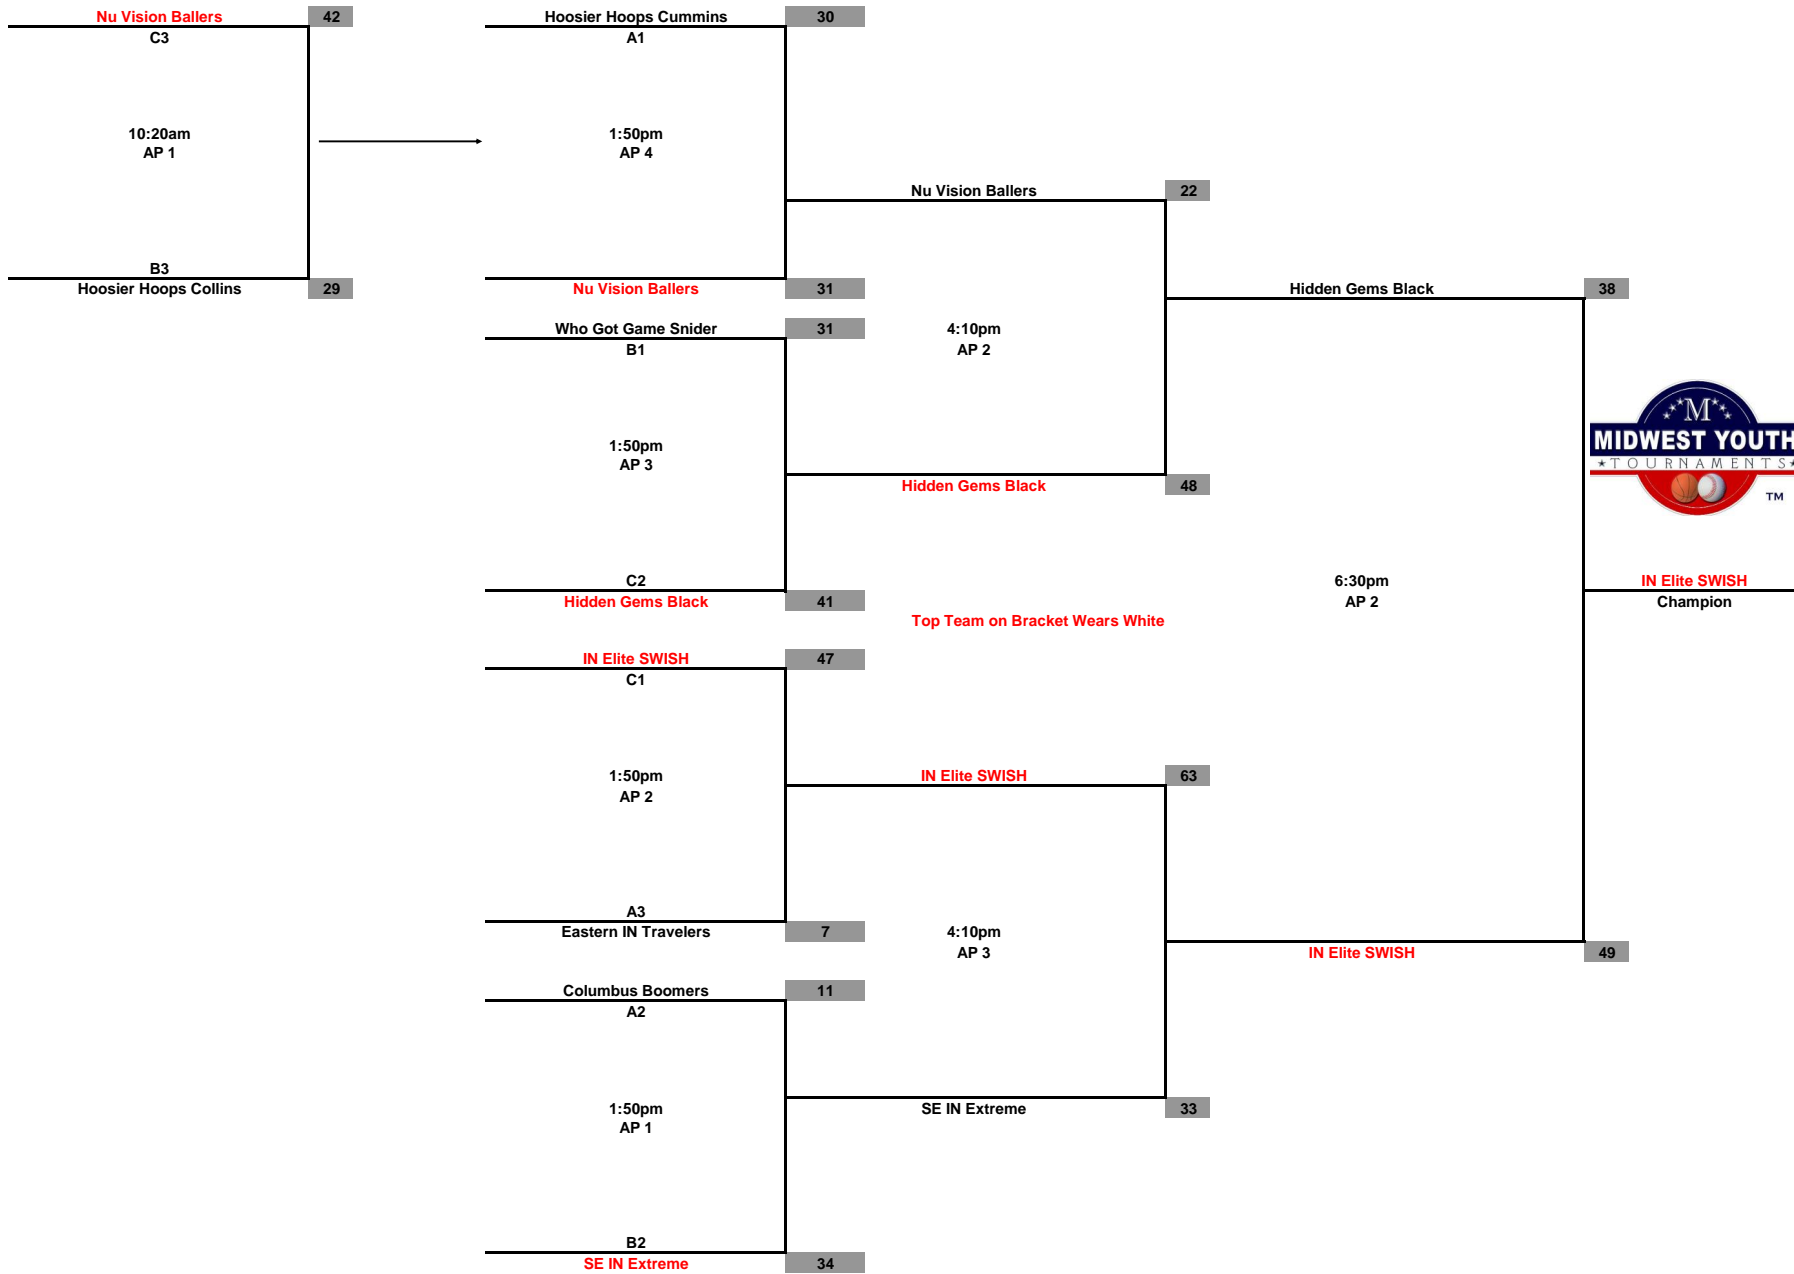 Nu Vision Ballers 42
C3
10:20am
AP 1
B3
Hoosier Hoops Collins 29
Hoosier Hoops Cummins 30
A1
1:50pm
AP 4
Nu Vision Ballers 31
Who Got Game Snider 31
B1
1:50pm
AP 3
C2
Hidden Gems Black 41
IN Elite SWISH 47
C1
1:50pm
AP 2
A3
Eastern IN Travelers 7
Columbus Boomers 11
A2
1:50pm
AP 1
B2
SE IN Extreme 34
Nu Vision Ballers 22
4:10pm
AP 2
Hidden Gems Black 48
Top Team on Bracket Wears White
IN Elite SWISH 63
4:10pm
AP 3
SE IN Extreme 33
Hidden Gems Black 38
6:30pm
AP 2
IN Elite SWISH 49
M
MIDWEST YOUTH
TOURNAMENTS
TM
IN Elite SWISH
Champion